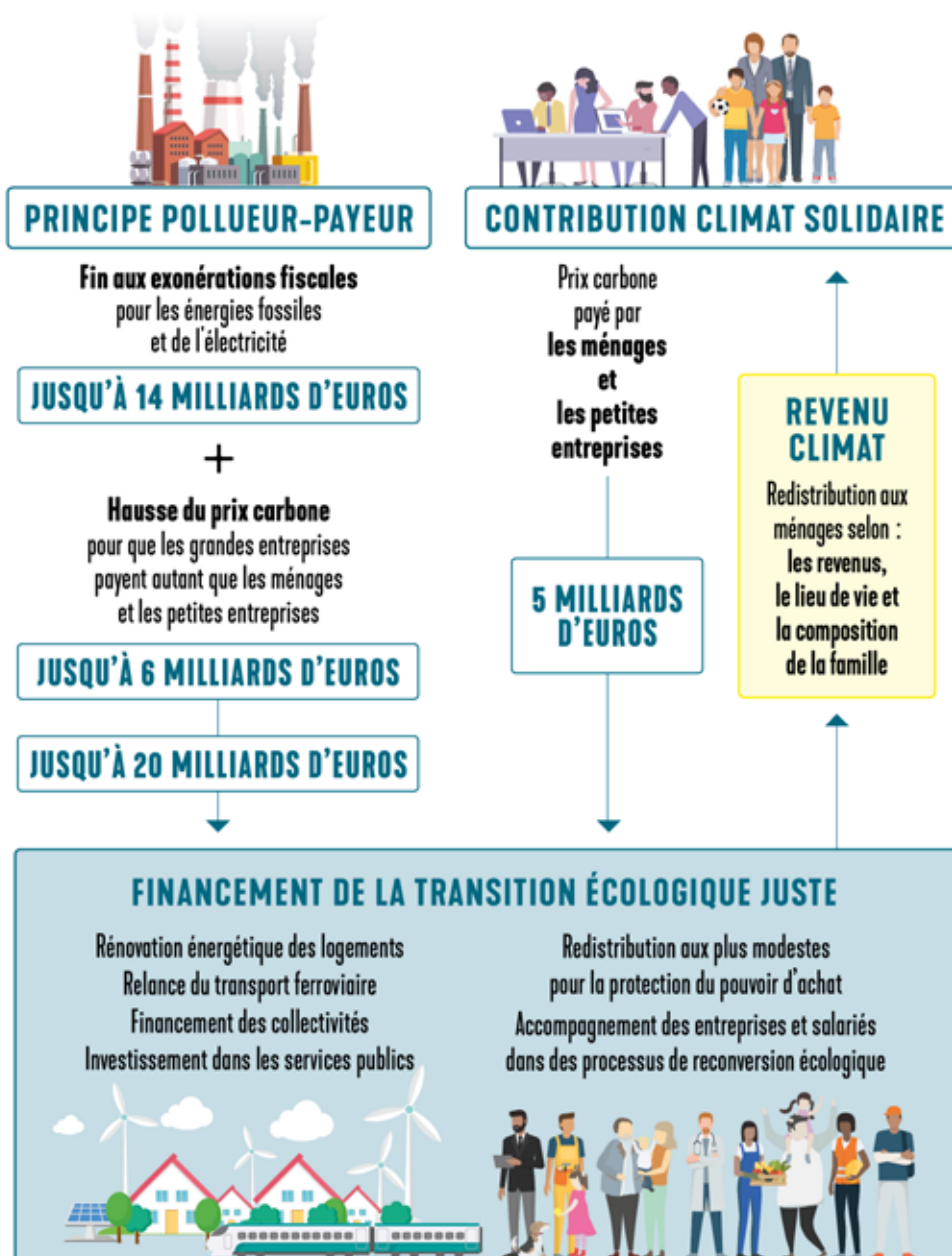 PRINCIPE POLLUEUR-PAYEUR
Fin aux exonérations fiscales
pour les énergies fossiles
et de l'électricité
JUSQU'À 14 MILLIARDS D'EUROS
+
Hausse du prix carbone
pour que les grandes entreprises
payent autant que les ménages
et les petites entreprises
JUSQU'À 6 MILLIARDS D'EUROS
JUSQU'À 20 MILLIARDS D'EUROS
CONTRIBUTION CLIMAT SOLIDAIRE
Prix carbone
payé par
les ménages
et
les petites
entreprises
5 MILLIARDS
D'EUROS
REVENU
CLIMAT
Redistribution aux
ménages selon :
les revenus,
le lieu de vie et
la composition
de la famille
FINANCEMENT DE LA TRANSITION ÉCOLOGIQUE JUSTE
Rénovation énergétique des logements
Relance du transport ferroviaire
Financement des collectivités
Investissement dans les services publics
Redistribution aux plus modestes
pour la protection du pouvoir d'achat
Accompagnement des entreprises et salariés
dans des processus de reconversion écologique